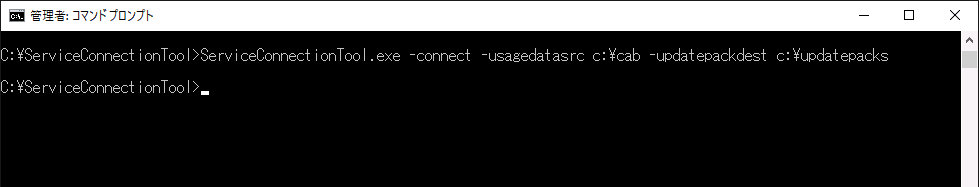 管理者: コマンドプロンプト
C:¥ServiceConnectionTool>ServiceConnectionTool.exe -connect -usagedatasrc c:¥cab -updatepackdest c:¥updatepacks
C:¥ServiceConnectionTool>